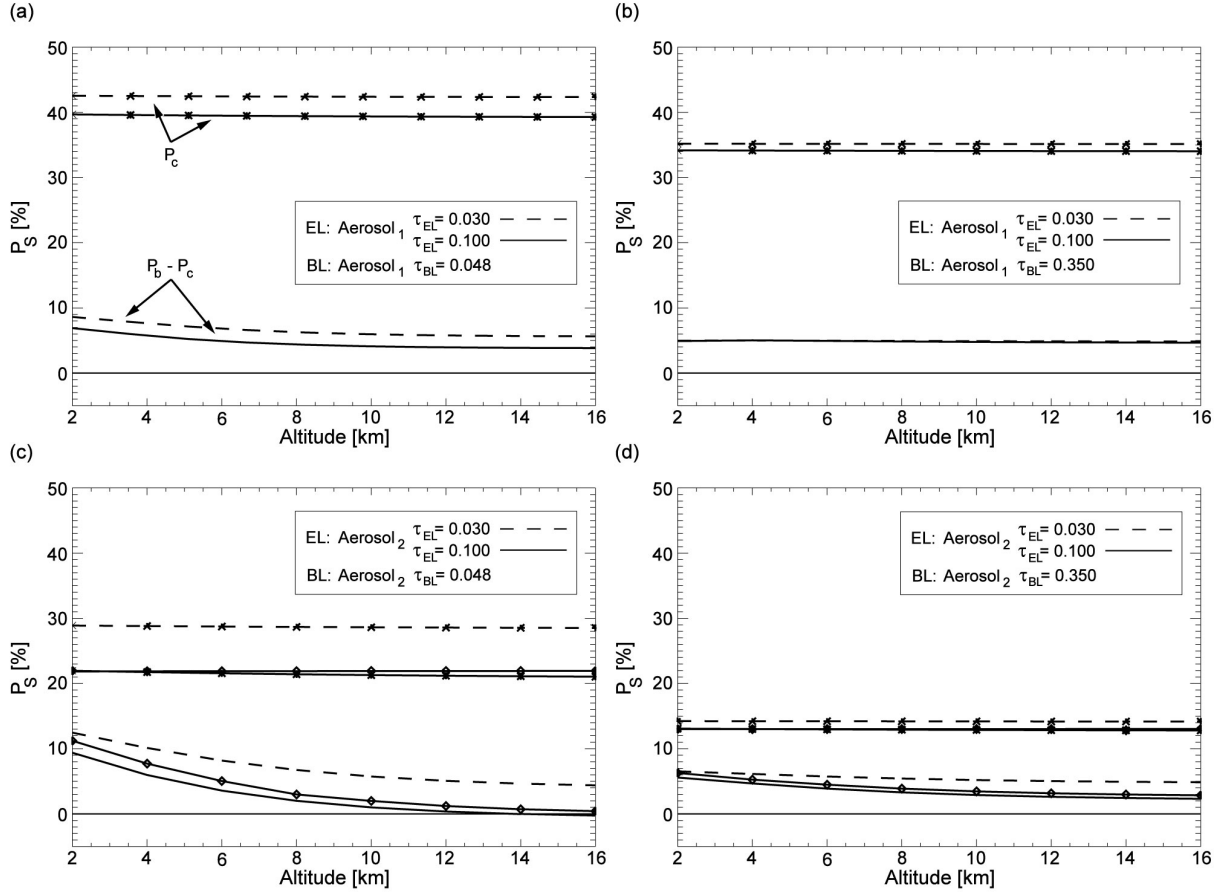 (a)
50
40
30
20
10
0
P_S [%]
P_c
P_b - P_c
EL: Aerosol_1 τ_EL= 0.030
τ_EL= 0.100
BL: Aerosol_1 τ_BL= 0.048
2 4 6 8 10 12 14 16
Altitude [km]
(b)
50
40
30
20
10
0
P_S [%]
EL: Aerosol_1 τ_EL= 0.030
τ_EL= 0.100
BL: Aerosol_1 τ_BL= 0.350
2 4 6 8 10 12 14 16
Altitude [km]
(c)
50
40
30
20
10
0
P_S [%]
EL: Aerosol_2 τ_EL= 0.030
τ_EL= 0.100
BL: Aerosol_2 τ_BL= 0.048
2 4 6 8 10 12 14 16
Altitude [km]
(d)
50
40
30
20
10
0
P_S [%]
EL: Aerosol_2 τ_EL= 0.030
τ_EL= 0.100
BL: Aerosol_2 τ_BL= 0.350
2 4 6 8 10 12 14 16
Altitude [km]